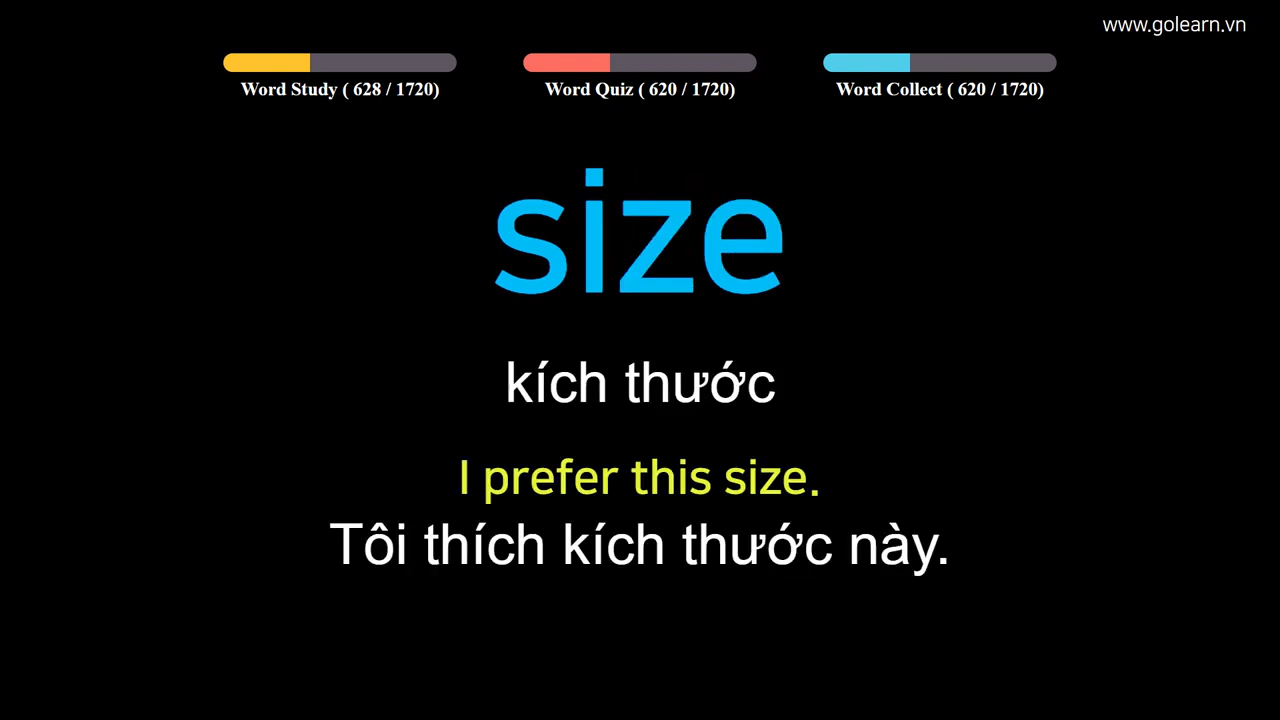 www.golearn.vn
Word Study ( 628 / 1720)
Word Quiz ( 620 / 1720)
Word Collect ( 620 / 1720)
size
kích thước
I prefer this size.
Tôi thích kích thước này.